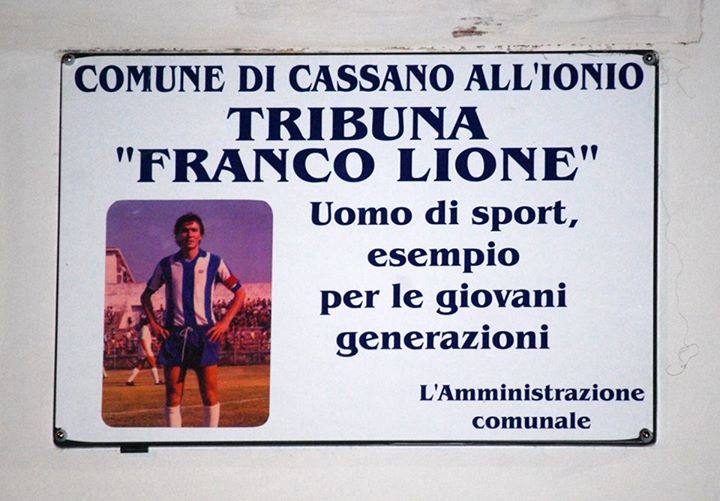 COMUNE DI CASSANO ALL'IONIO
TRIBUNA
"FRANCO LIONE"
Uomo di sport,
esempio
per le giovani
generazioni
L'Amministrazione
comunale